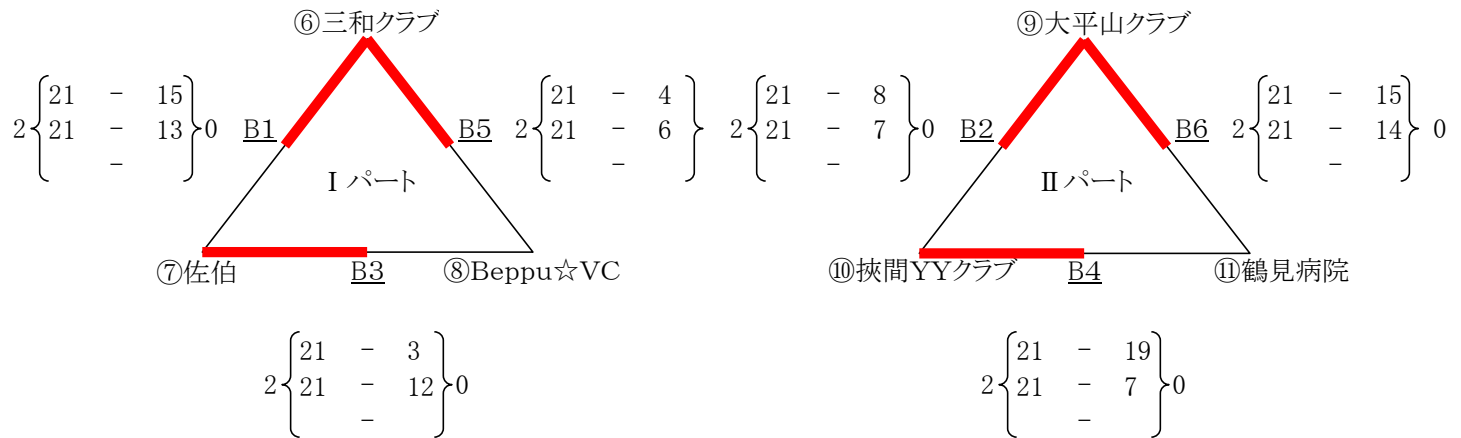 ⑥三和クラブ ⑨大平山クラブ
21 - 15 21 - 4 21 - 8 21 - 15
2 21 - 13 0 B1 B5 2 21 - 6 2 21 - 7 0 B2 B6 2 21 - 14 0
- - - -
Ⅰパート Ⅱパート
⑦佐伯 B3 ⑧Beppu☆VC ⑩挾間YYクラブ B4 ⑪鶴見病院
21 - 3 21 - 19
2 21 - 12 0 2 21 - 7 0
- -